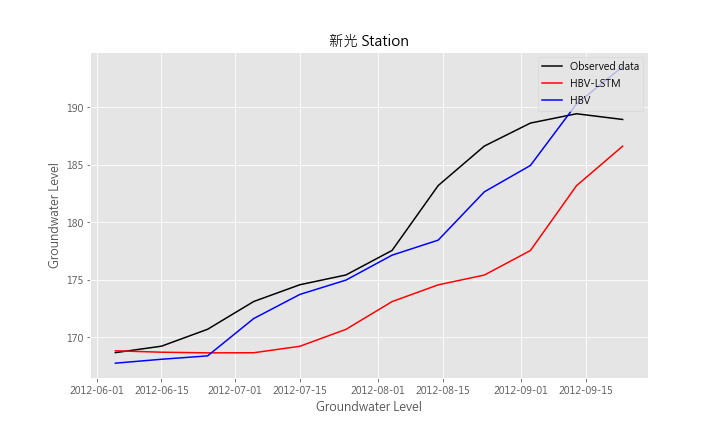 新光 Station
Observed data
HBV-LSTM
HBV
Groundwater Level
190
185
180
175
170
2012-06-01
2012-06-15
2012-07-01
2012-07-15
2012-08-01
2012-08-15
2012-09-01
2012-09-15
Groundwater Level